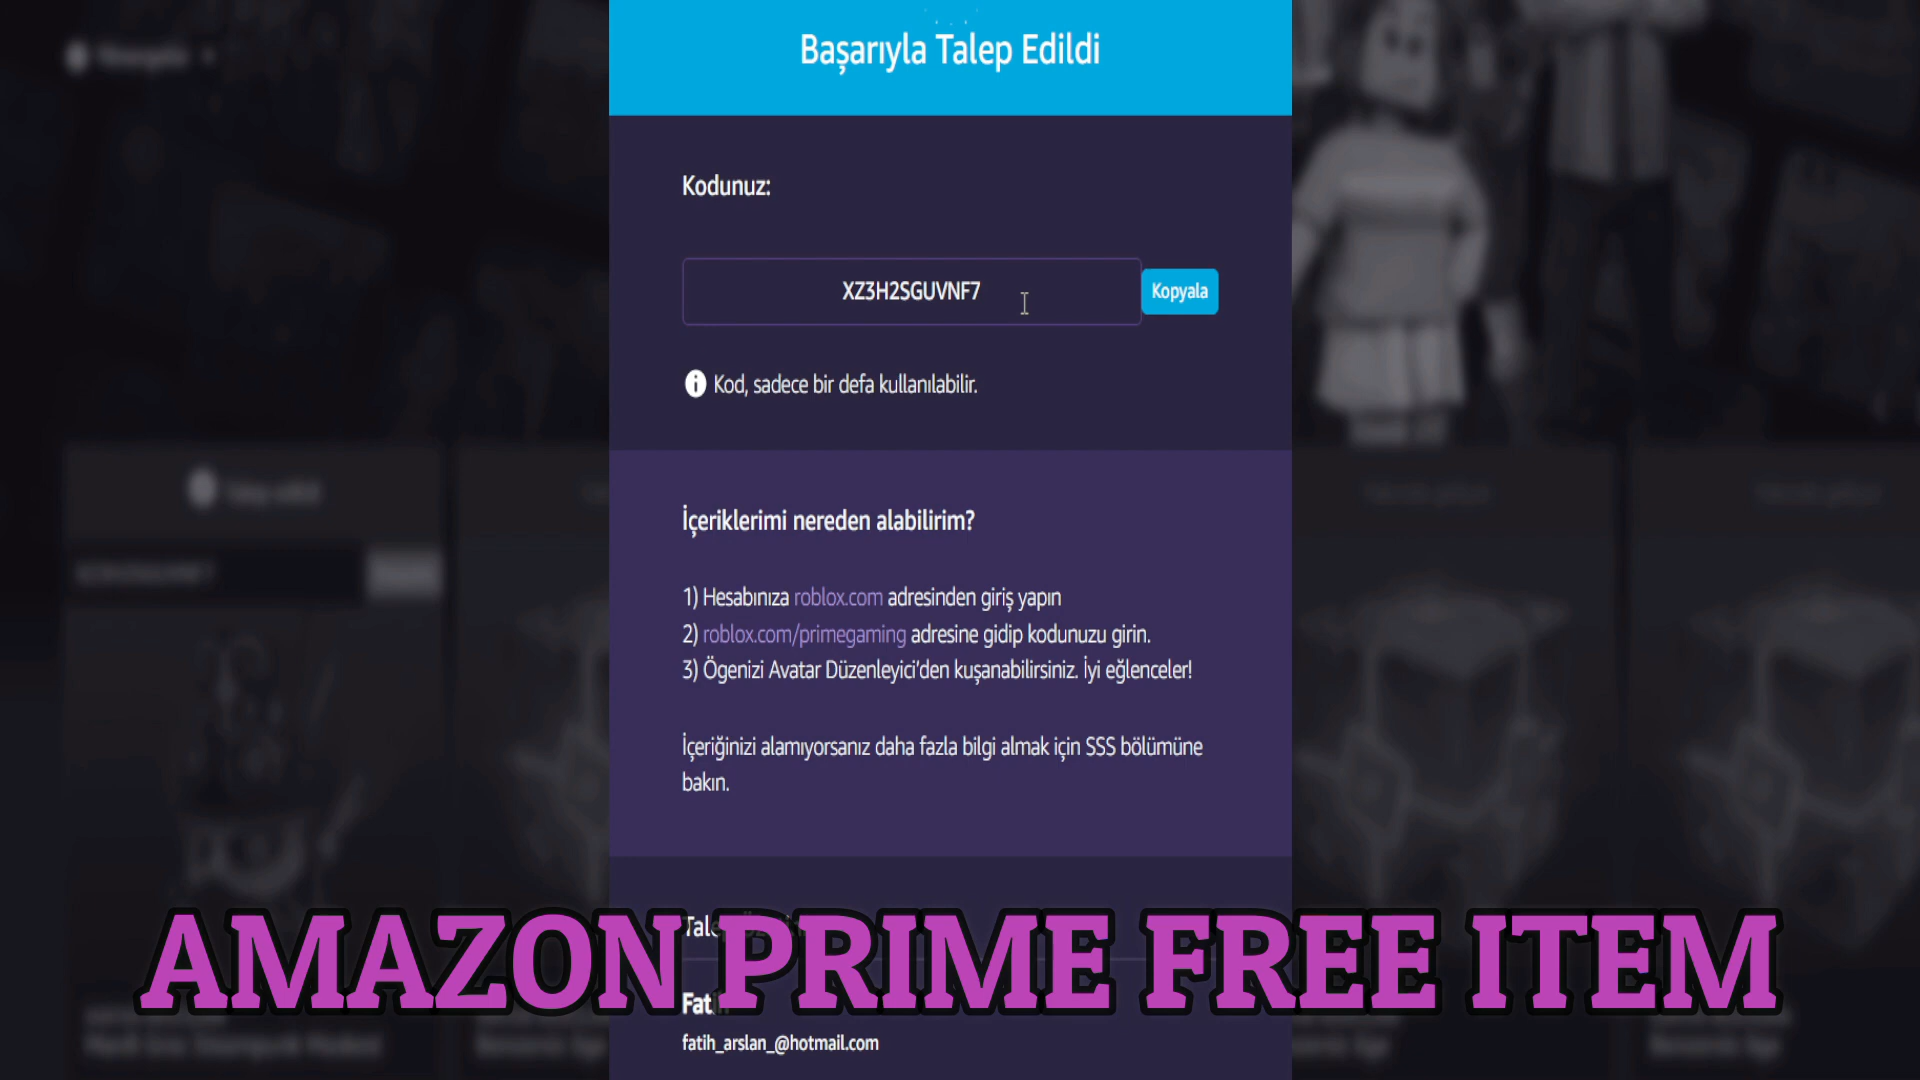 Başarıyla Talep Edildi
Kodunuz:
XZ3H2SGUVNF7
Kopyala
Kod, sadece bir defa kullanılabilir.
İçeriklerimi nereden alabilirim?
1) Hesabınıza roblox.com adresinden giriş yapın
2) roblox.com/primegaming adresine gidip kodunuzu girin.
3) Ögenizi Avatar Düzenleyici'den kuşanabilirsiniz. İyi eğlenceler!
İçeriğinizi alamıyorsanız daha fazla bilgi almak için SSS bölümüne
bakın.
AMAZON PRIME FREE ITEM
fatih_arslan_@hotmail.com